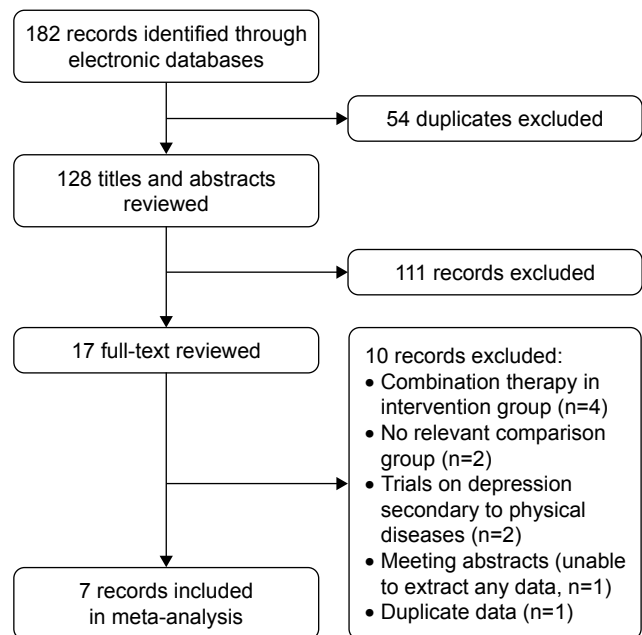 182 records identified through
electronic databases
54 duplicates excluded
128 titles and abstracts
reviewed
111 records excluded
17 full-text reviewed
10 records excluded:
• Combination therapy in
intervention group (n=4)
• No relevant comparison
group (n=2)
• Trials on depression
secondary to physical
diseases (n=2)
• Meeting abstracts (unable
to extract any data, n=1)
• Duplicate data (n=1)
7 records included
in meta-analysis